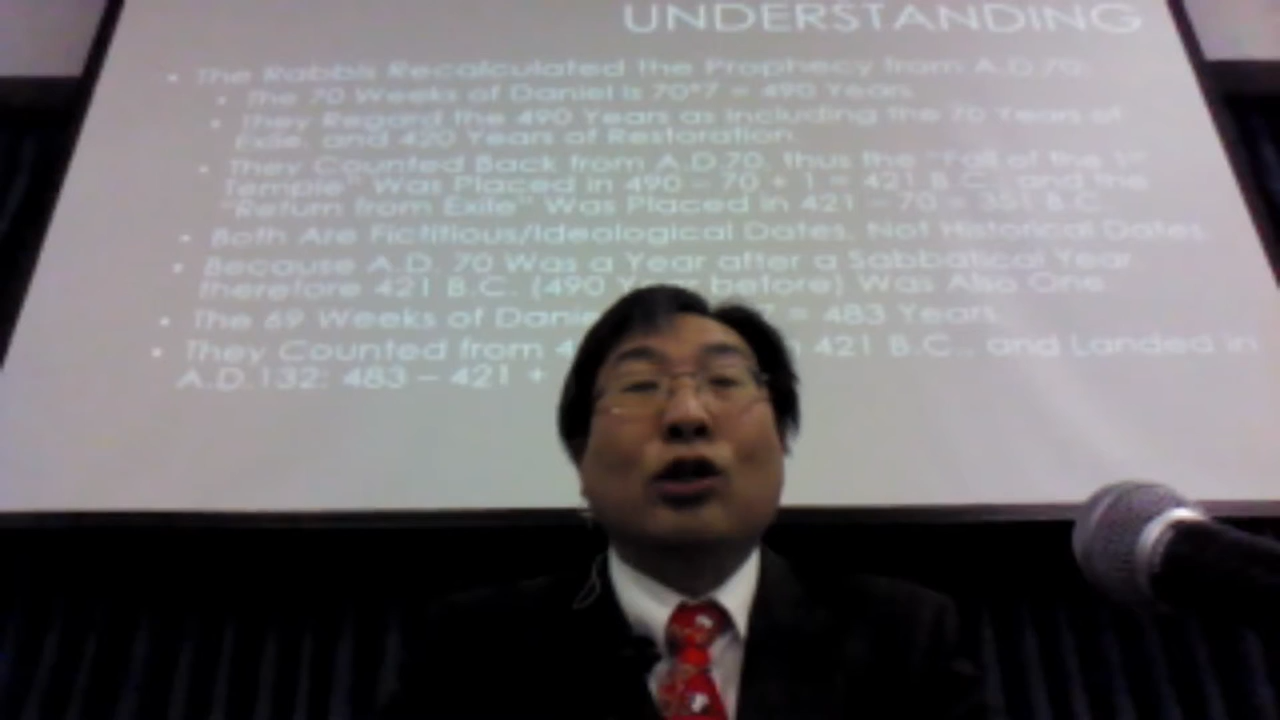 UNDERSTANDING
• The Rabbis Recalculated the Prophecy from A.D.70.
• The 70 Weeks of Daniel is 70*7 = 490 Years.
• They Regard the 490 Years as including the 70 Years of
Exile, and 420 Years of Restoration.
• They Counted Back from A.D.70, thus the "Fall of the 1st
Temple" Was Placed in 490 – 70 + 1 = 421 B.C., and the
"Return from Exile" Was Placed in 421 – 70 = 351 B.C.
• Both Are Fictitious/Ideological Dates, Not Historical Dates.
• Because A.D. 70 Was a Year after a Sabbatical Year
therefore 421 B.C. (490 Year before) Was Also One.
• The 69 Weeks of = 483 Years.
• They Counted from 421 B.C., and Landed in
A.D.132: 483 – 421 +